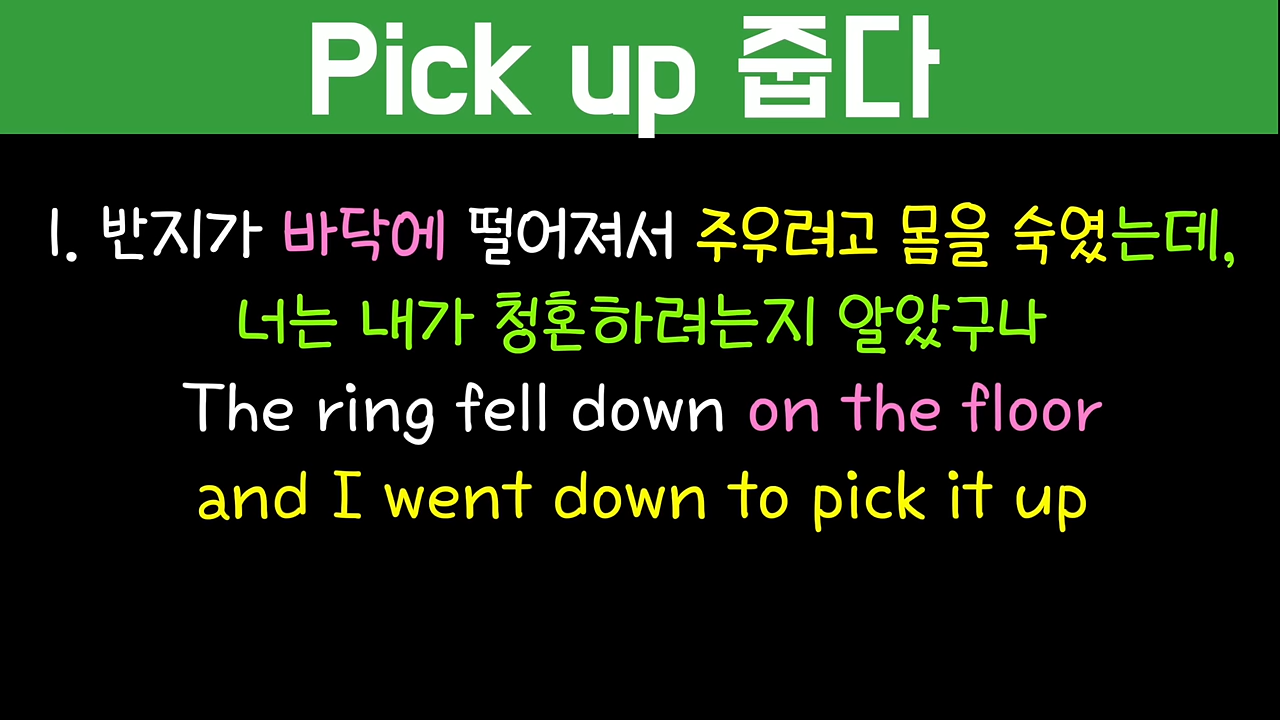 Pick up 줍다
1. 반지가 바닥에 떨어져서 주우려고 몸을 숙였는데,
너는 내가 청혼하려는지 알았구나
The ring fell down on the floor
and I went down to pick it up